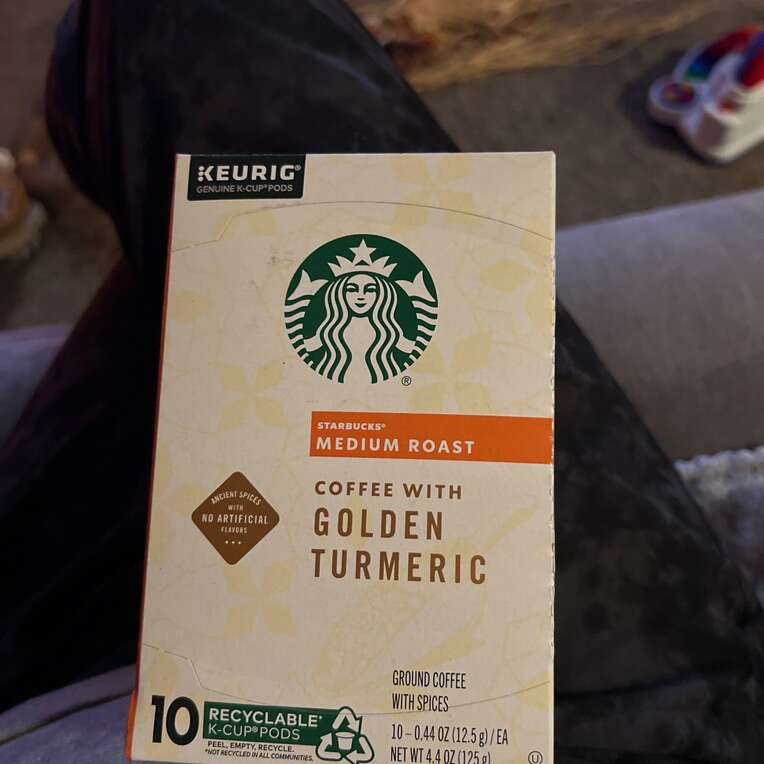 KEURIG®
GENUINE K-CUP® PODS
®
STARBUCKS®
MEDIUM ROAST
COFFEE WITH
GOLDEN
TURMERIC
ANCIENT SPICES
WITH
NO ARTIFICIAL
FLAVORS
GROUND COFFEE
WITH SPICES
10 – 0.44 OZ (12.5 g) / EA
NET WT 4.4 OZ (125 g)
U
10
RECYCLABLE*
K-CUP® PODS
PEEL, EMPTY, RECYCLE.
*NOT RECYCLED IN ALL COMMUNITIES.